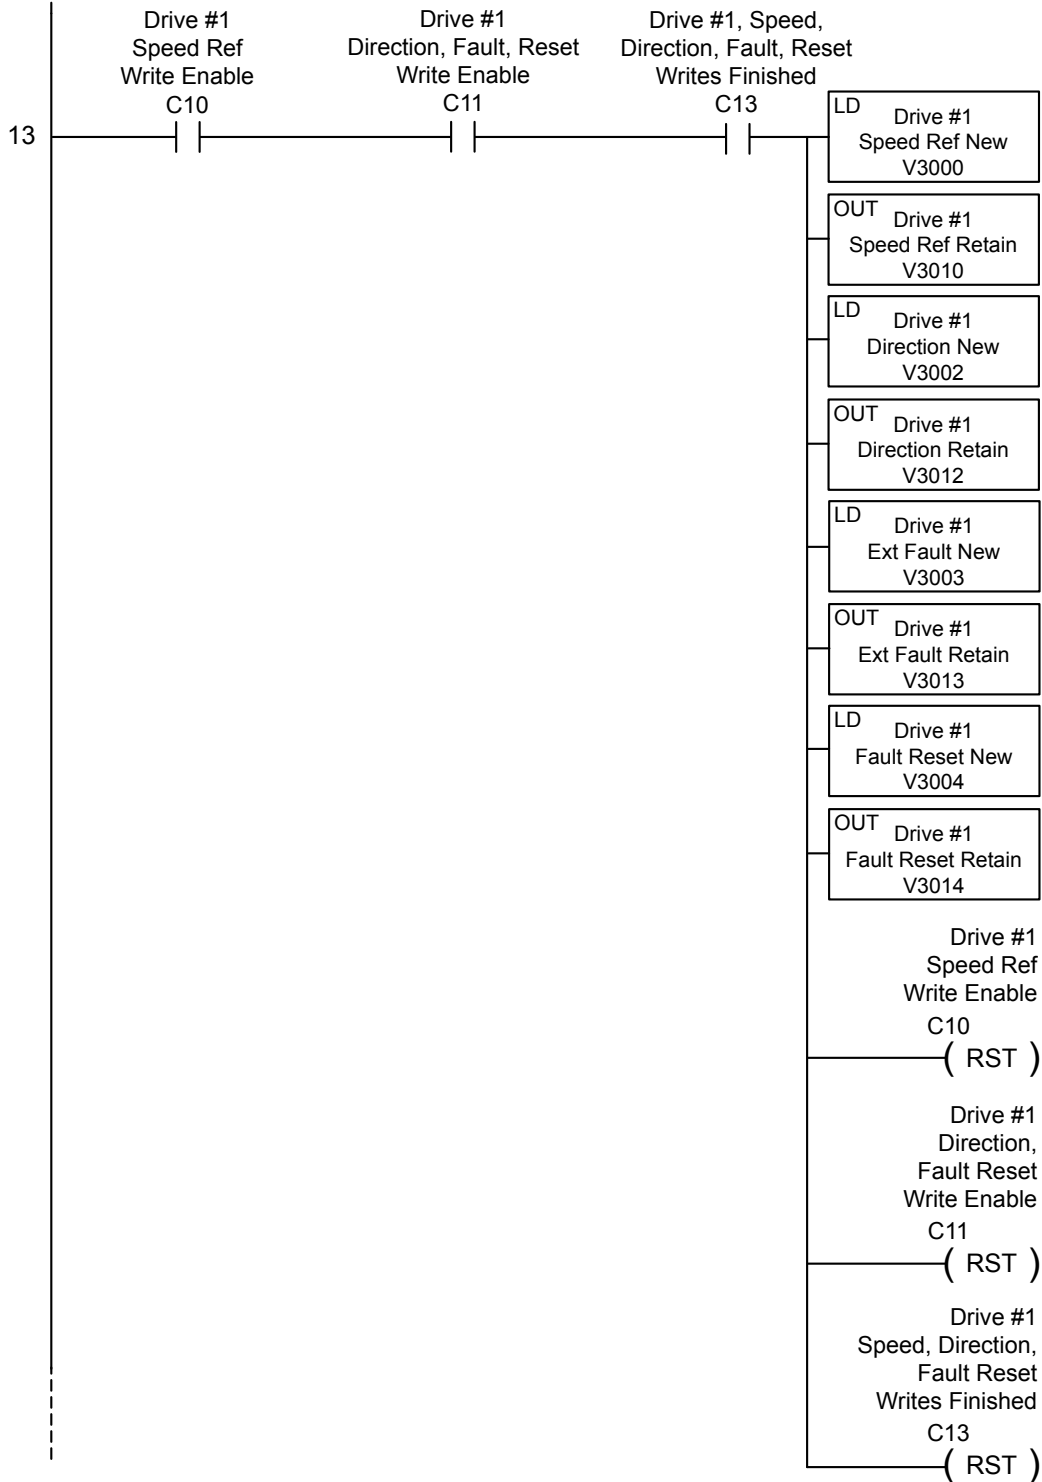 Drive #1
Speed Ref
Write Enable
C10
Drive #1
Direction, Fault, Reset
Write Enable
C11
Drive #1, Speed,
Direction, Fault, Reset
Writes Finished
C13
13
LD
Drive #1
Speed Ref New
V3000
OUT
Drive #1
Speed Ref Retain
V3010
LD
Drive #1
Direction New
V3002
OUT
Drive #1
Direction Retain
V3012
LD
Drive #1
Ext Fault New
V3003
OUT
Drive #1
Ext Fault Retain
V3013
LD
Drive #1
Fault Reset New
V3004
OUT
Drive #1
Fault Reset Retain
V3014
Drive #1
Speed Ref
Write Enable
C10
( RST )
Drive #1
Direction,
Fault Reset
Write Enable
C11
( RST )
Drive #1
Speed, Direction,
Fault Reset
Writes Finished
C13
( RST )